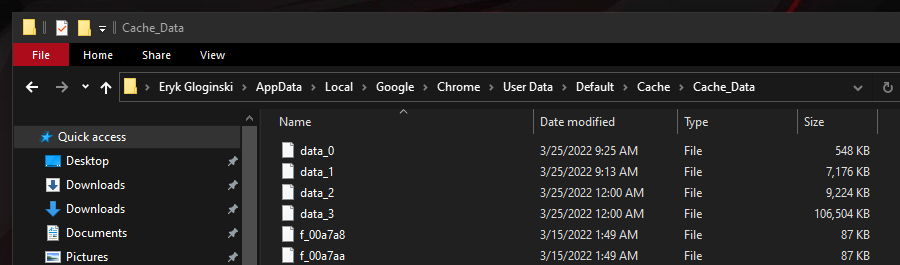 Cache_Data
File Home Share View
Eryk Gloginski > AppData > Local > Google > Chrome > User Data > Default > Cache > Cache_Data
Name Date modified Type Size
Quick access
Desktop
Downloads
Downloads
Documents
Pictures
data_0 3/25/2022 9:25 AM File 548 KB
data_1 3/25/2022 9:13 AM File 7,176 KB
data_2 3/25/2022 12:00 AM File 9,224 KB
data_3 3/25/2022 12:00 AM File 106,504 KB
f_00a7a8 3/15/2022 1:49 AM File 87 KB
f_00a7aa 3/15/2022 1:49 AM File 87 KB